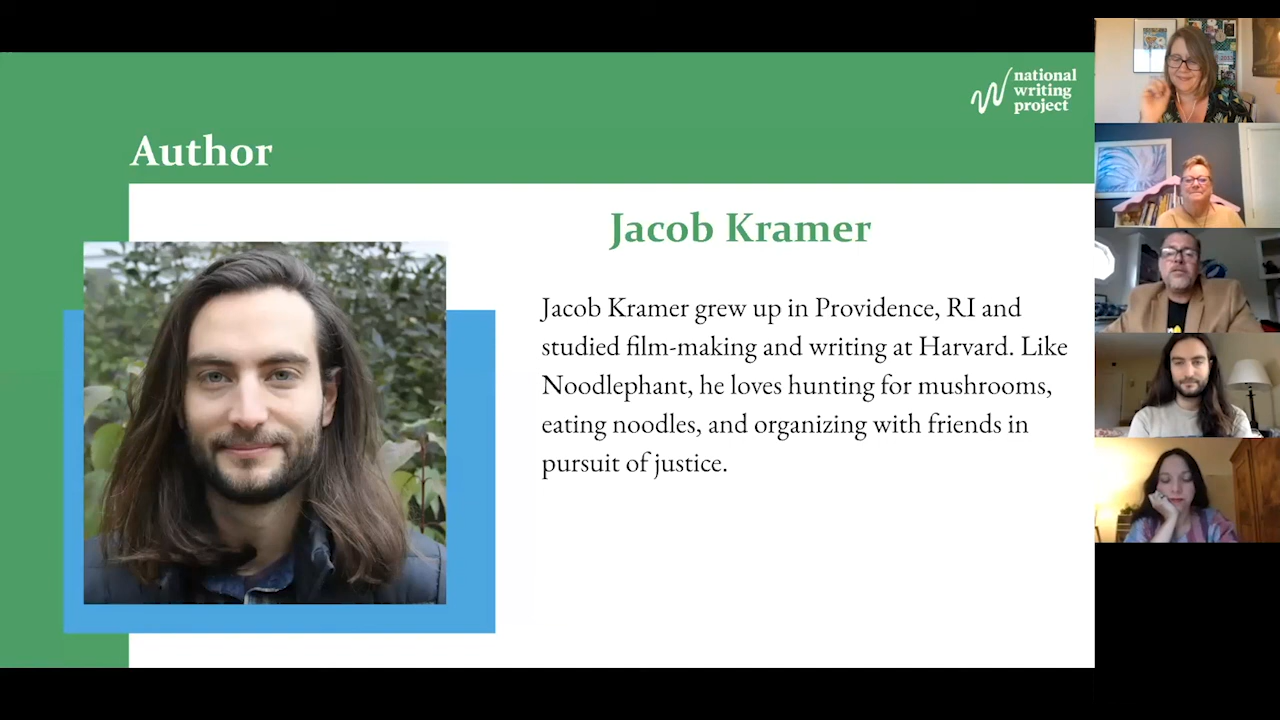 national
writing
project
Author
Jacob Kramer
Jacob Kramer grew up in Providence, RI and
studied film-making and writing at Harvard. Like
Noodlephant, he loves hunting for mushrooms,
eating noodles, and organizing with friends in
pursuit of justice.